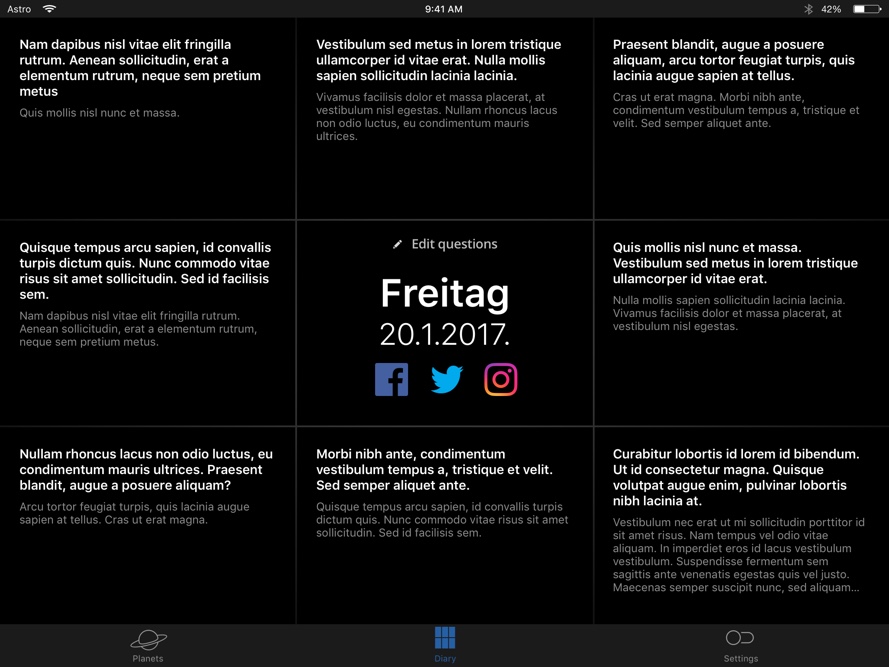 Astro
9:41 AM
42%
Nam dapibus nisl vitae elit fringilla
rutrum. Aenean sollicitudin, erat a
elementum rutrum, neque sem pretium
metus
Quis mollis nisl nunc et massa.
Vestibulum sed metus in lorem tristique
ullamcorper id vitae erat. Nulla mollis
sapien sollicitudin lacinia lacinia.
Vivamus facilisis dolor et massa placerat, at
vestibulum nisl egestas. Nullam rhoncus lacus
non odio luctus, eu condimentum mauris
ultrices.
Praesent blandit, augue a posuere
aliquam, arcu tortor feugiat turpis, quis
lacinia augue sapien at tellus.
Cras ut erat magna. Morbi nibh ante,
condimentum vestibulum tempus a, tristique et
velit. Sed semper aliquet ante.
Quisque tempus arcu sapien, id convallis
turpis dictum quis. Nunc commodo vitae
risus sit amet sollicitudin. Sed id facilisis
sem.
Nam dapibus nisl vitae elit fringilla rutrum.
Aenean sollicitudin, erat a elementum rutrum,
neque sem pretium metus.
Edit questions
Freitag
20.1.2017.
Quis mollis nisl nunc et massa.
Vestibulum sed metus in lorem tristique
ullamcorper id vitae erat.
Nulla mollis sapien sollicitudin lacinia lacinia.
Vivamus facilisis dolor et massa placerat, at
vestibulum nisl egestas.
Nullam rhoncus lacus non odio luctus, eu
condimentum mauris ultrices. Praesent
blandit, augue a posuere aliquam?
Arcu tortor feugiat turpis, quis lacinia augue
sapien at tellus. Cras ut erat magna.
Morbi nibh ante, condimentum
vestibulum tempus a, tristique et velit.
Sed semper aliquet ante.
Quisque tempus arcu sapien, id convallis turpis
dictum quis. Nunc commodo vitae risus sit amet
sollicitudin. Sed id facilisis sem.
Curabitur lobortis id lorem id bibendum.
Ut id consectetur magna. Quisque
volutpat augue enim, pulvinar lobortis
nibh lacinia at.
Vestibulum nec erat ut mi sollicitudin porttitor id
sit amet risus. Nam tempus vel odio vitae
aliquam. In imperdiet eros id lacus vestibulum
vestibulum. Suspendisse fermentum sem
sagittis ante venenatis egestas quis vel justo.
Maecenas semper suscipit nunc, sed aliquam...
Planets
Diary
Settings